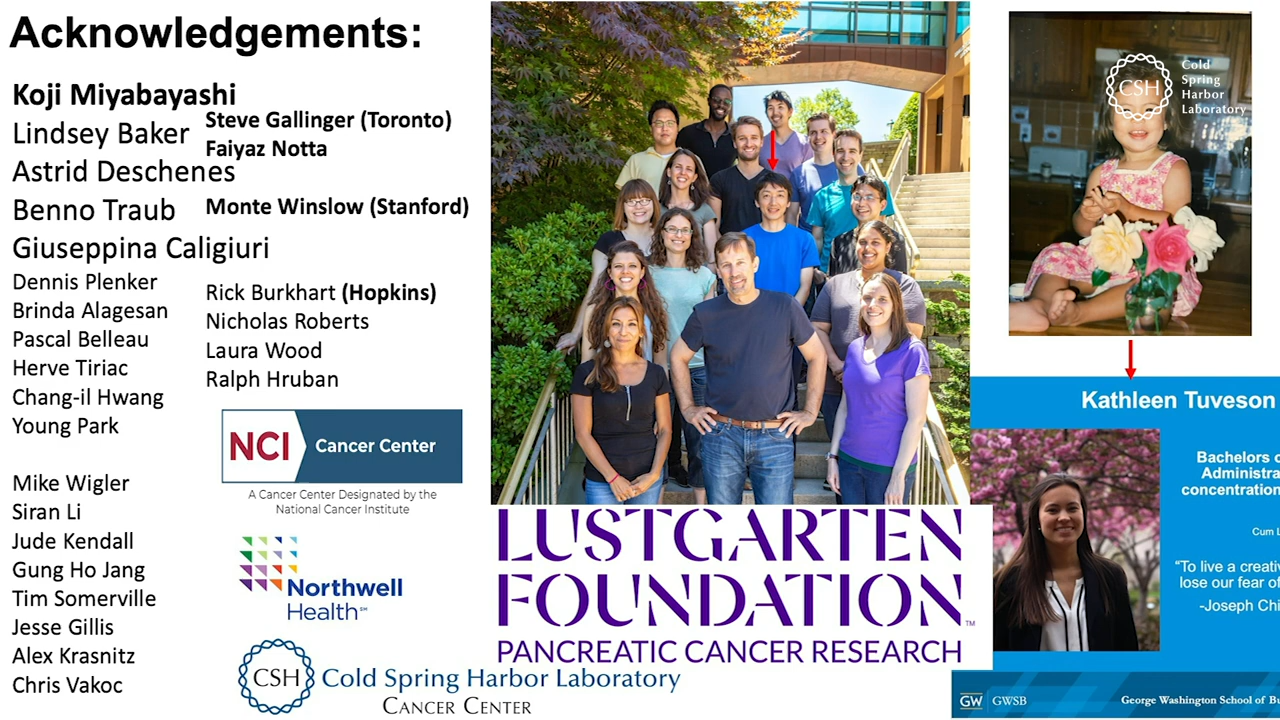 Acknowledgements:
Koji Miyabayashi
Lindsey Baker
Astrid Deschenes
Benno Traub
Giuseppina Caligiuri
Dennis Plenker
Brinda Alagesan
Pascal Belleau
Herve Tiriac
Chang-il Hwang
Young Park
Mike Wigler
Siran Li
Jude Kendall
Gung Ho Jang
Tim Somerville
Jesse Gillis
Alex Krasnitz
Chris Vakoc
Steve Gallinger (Toronto)
Faiyaz Notta
Monte Winslow (Stanford)
Rick Burkhart (Hopkins)
Nicholas Roberts
Laura Wood
Ralph Hruban
NCI Cancer Center
A Cancer Center Designated by the
National Cancer Institute
Northwell
Health℠
CSH Cold Spring Harbor Laboratory
CANCER CENTER
LUSTGARTEN
FOUNDATION™
PANCREATIC CANCER RESEARCH
CSH
Cold
Spring
Harbor
Laboratory
Kathleen Tuveson
Bachelors o
Administra
concentration
Cum L
“To live a creativ
lose our fear of
-Joseph Chi
GW GWSB
George Washington School of Bu